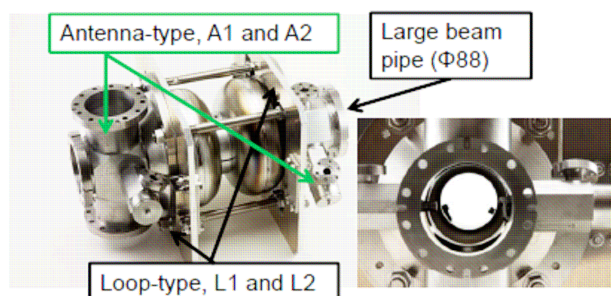 Antenna-type, A1 and A2
Large beam
pipe (Φ88)
Loop-type, L1 and L2